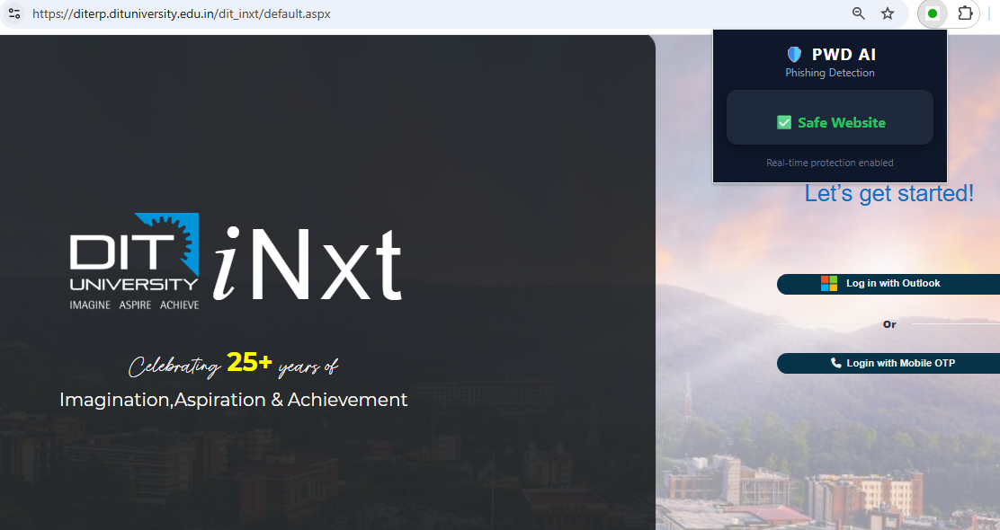 https://diterp.dituniversity.edu.in/dit_inxt/default.aspx
PWD AI
Phishing Detection
✅ Safe Website
Real-time protection enabled
Let's get started!
DIT
UNIVERSITY
IMAGINE ASPIRE ACHIEVE
iNxt
Celebrating 25+ years of
Imagination,Aspiration & Achievement
Log in with Outlook
Or
Login with Mobile OTP